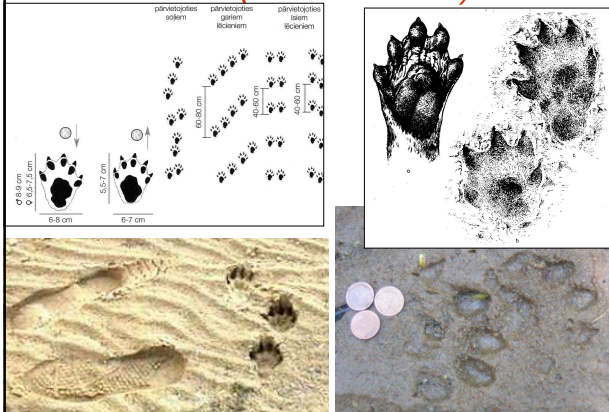 pārvietojoties
soļiem
pārvietojoties
gariem
lēcieniem
pārvietojoties
īsiem
lēcieniem
60-80 cm
40-60 cm
40-60 cm
♂ 8-9 cm
♀ 6,5-7,5 cm
6-8 cm
5,5-7 cm
6-7 cm
a
b
c